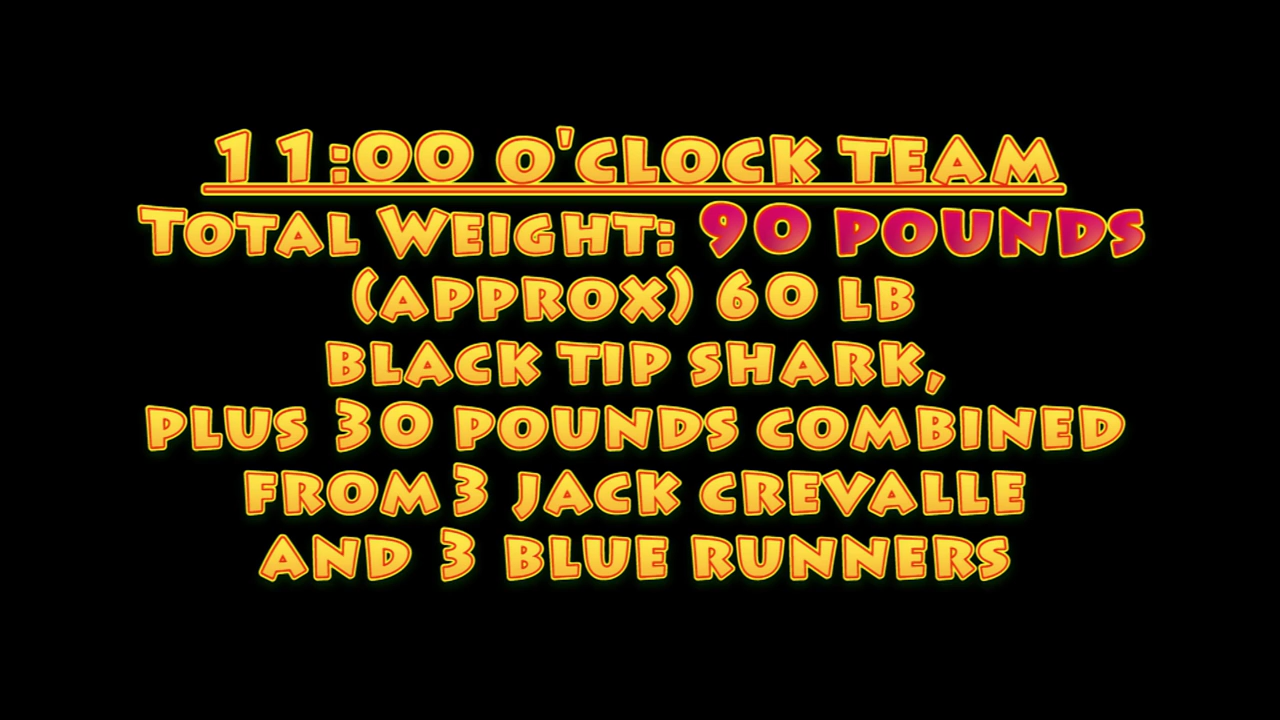 11:00 O'CLOCK TEAM
TOTAL WEIGHT: 90 POUNDS
(APPROX) 60 LB
BLACK TIP SHARK,
PLUS 30 POUNDS COMBINED
FROM 3 JACK CREVALLE
AND 3 BLUE RUNNERS